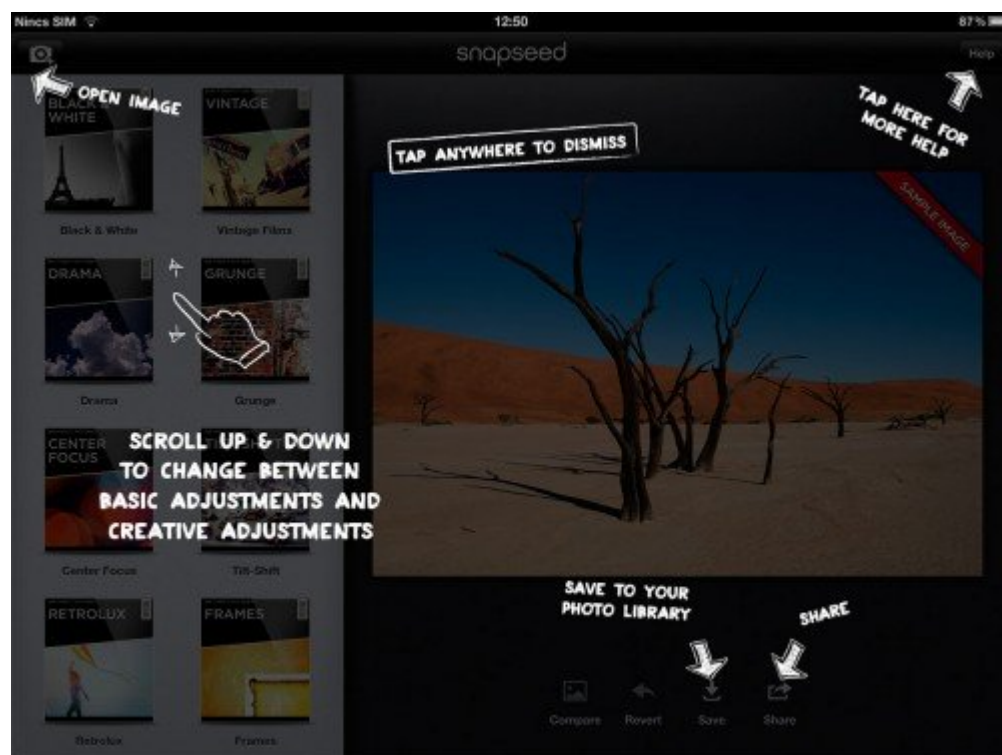 Nincs SIM
12:50
87%
snapseed
Help
OPEN IMAGE
TAP HERE FOR
MORE HELP
TAP ANYWHERE TO DISMISS
BLACK &
WHITE
VINTAGE
Black & White
Vintage Films
SAMPLE IMAGE
DRAMA
GRUNGE
Drama
Grunge
CENTER
FOCUS
SCROLL UP & DOWN
TO CHANGE BETWEEN
BASIC ADJUSTMENTS AND
CREATIVE ADJUSTMENTS
Center Focus
Tilt-Shift
SAVE TO YOUR
PHOTO LIBRARY
SHARE
RETROLUX
FRAMES
Retrolux
Frames
Compare
Revert
Save
Share